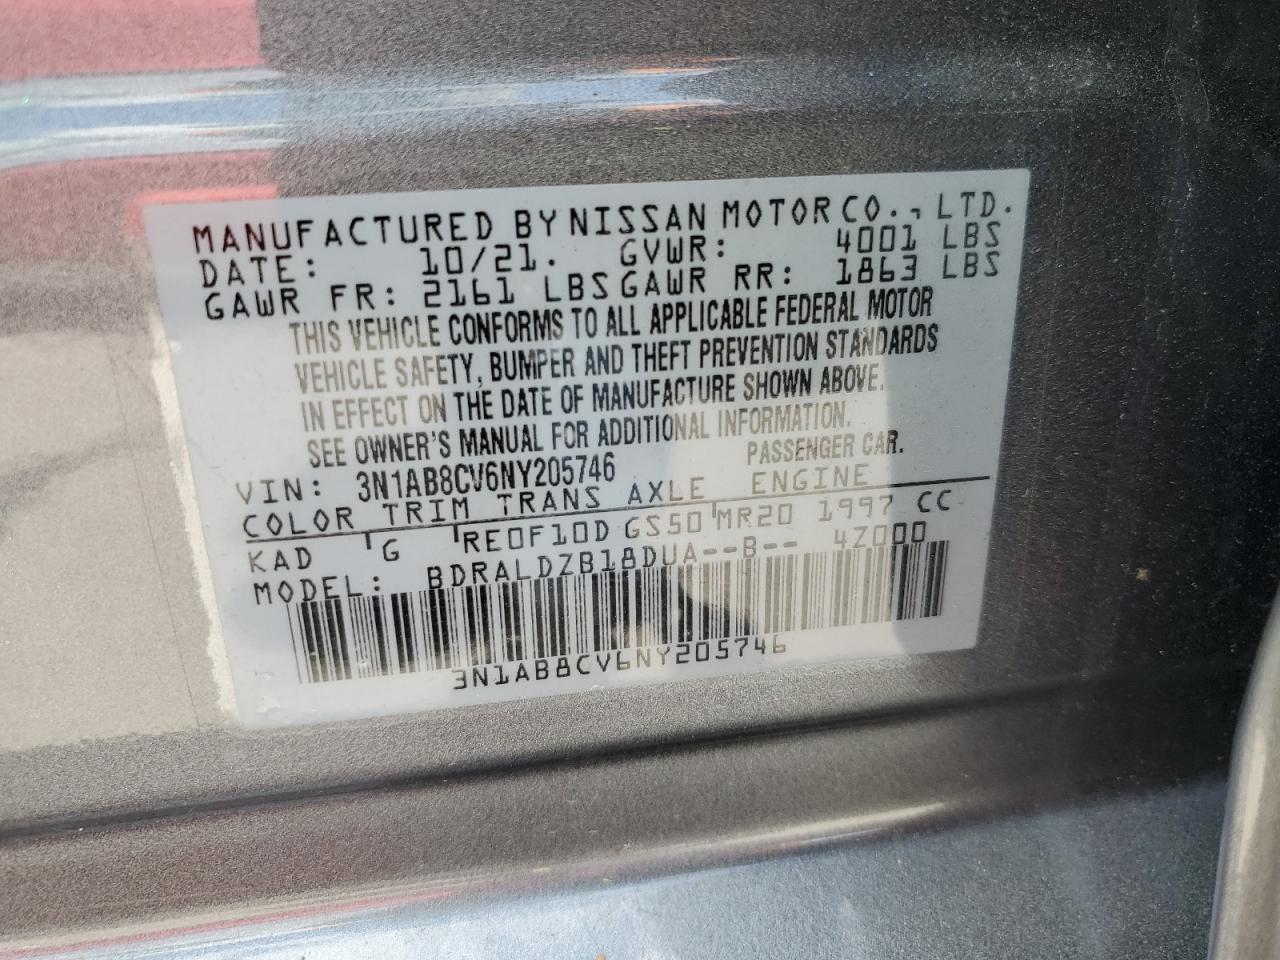 MANUFACTURED BY NISSAN MOTOR CO., LTD.
DATE: 10/21. GVWR: 4001 LBS
GAWR FR: 2161 LBS GAWR RR: 1863 LBS
THIS VEHICLE CONFORMS TO ALL APPLICABLE FEDERAL MOTOR
VEHICLE SAFETY, BUMPER AND THEFT PREVENTION STANDARDS
IN EFFECT ON THE DATE OF MANUFACTURE SHOWN ABOVE.
SEE OWNER'S MANUAL FOR ADDITIONAL INFORMATION.
VIN: 3N1AB8CV6NY205746 PASSENGER CAR.
COLOR TRIM TRANS AXLE ENGINE
KAD G RE0F10D GS50 MR20 1997 CC
MODEL: BDRALDZB18DUA--B-- 4Z000
3N1AB8CV6NY205746